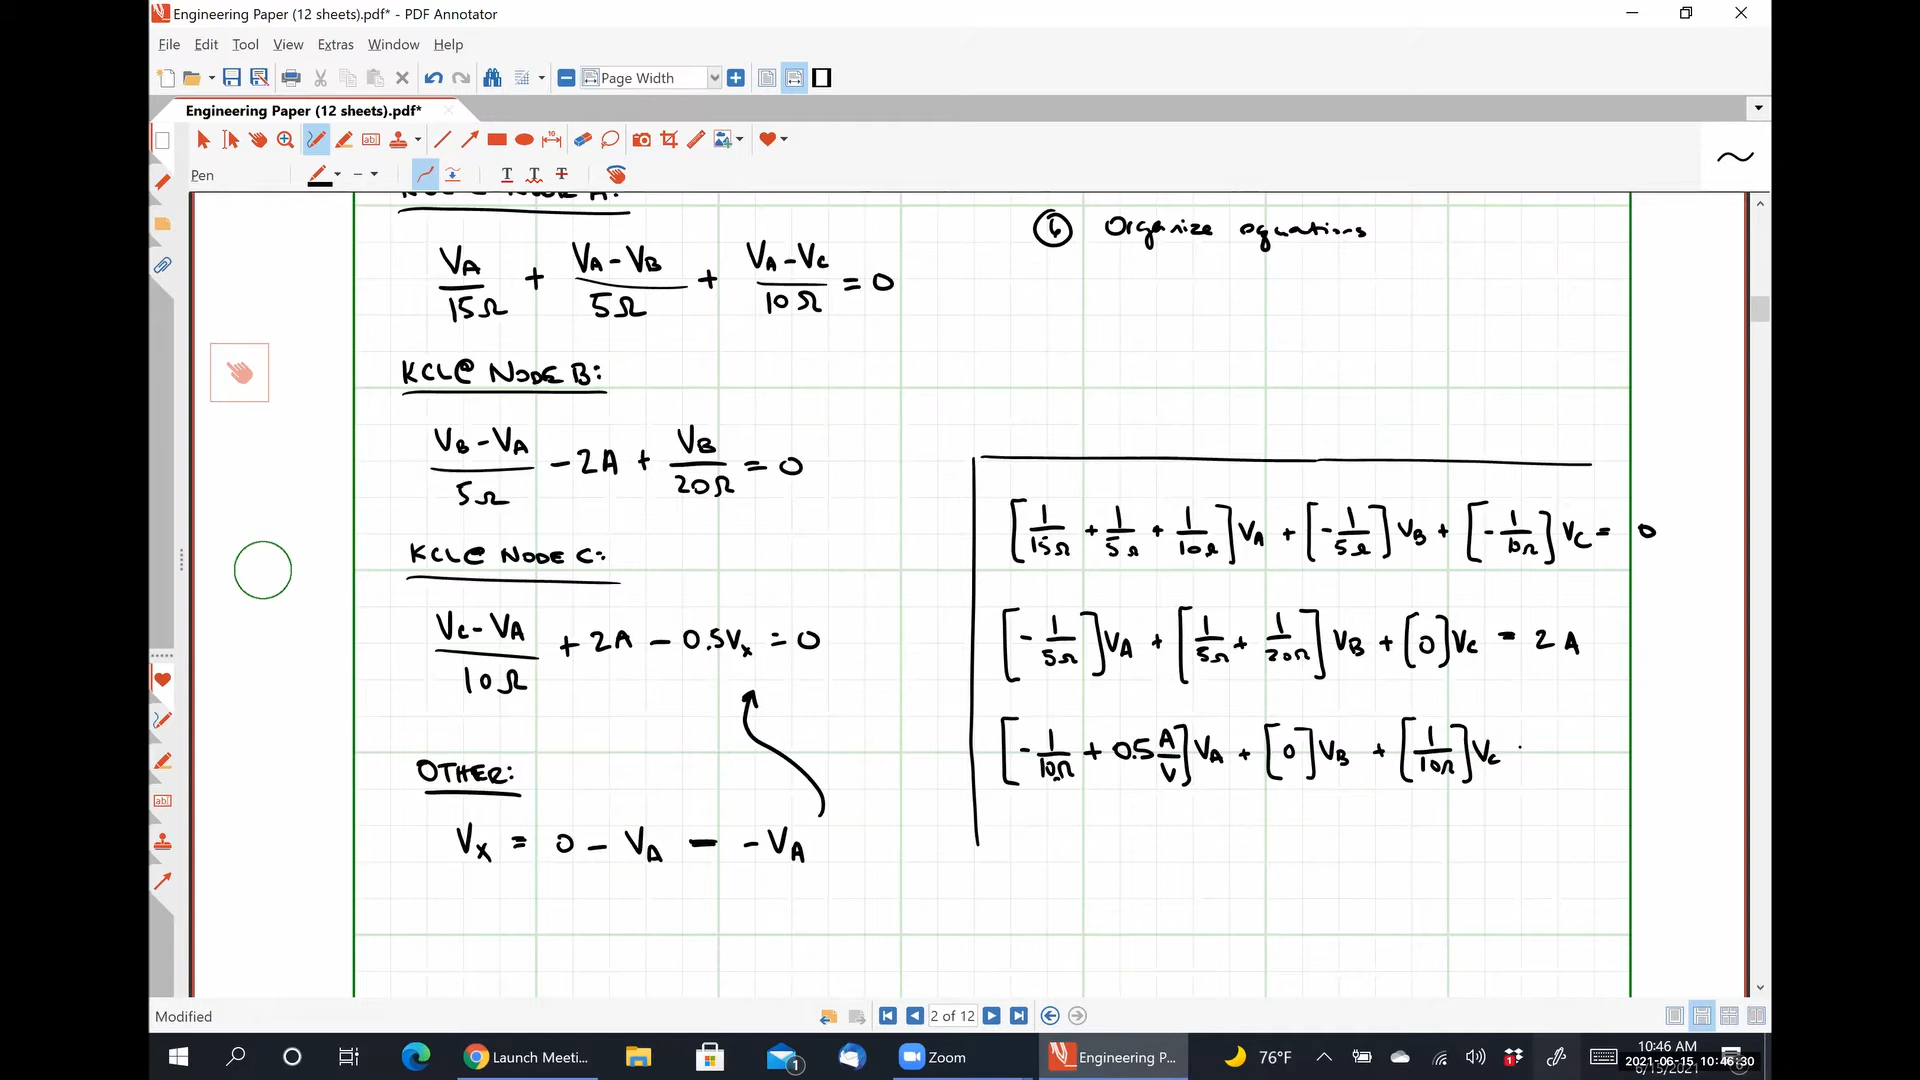 Engineering Paper (12 sheets).pdf* - PDF Annotator
File Edit Tool View Extras Window Help
Page Width
Engineering Paper (12 sheets).pdf*
Pen
VA/15Ω + (VA - VB)/5Ω + (VA - VC)/10Ω = 0
KCL@ NODE B:
(VB - VA)/5Ω - 2A + VB/20Ω = 0
KCL@ NODE C:
(VC - VA)/10Ω + 2A - 0.5Vx = 0
OTHER:
Vx = 0 - VA = -VA
6 Organize equations
[1/15Ω + 1/5Ω + 1/10Ω]VA + [-1/5Ω]VB + [-1/10Ω]VC = 0
[-1/5Ω]VA + [1/5Ω + 1/20Ω]VB + [0]VC = 2A
[-1/10Ω + 0.5 A/V]VA + [0]VB + [1/10Ω]VC
Modified
2 of 12
Launch Meeti...
1
Zoom
Engineering P...
76°F
1
10:46 AM
2021-06-15, 10:46:30